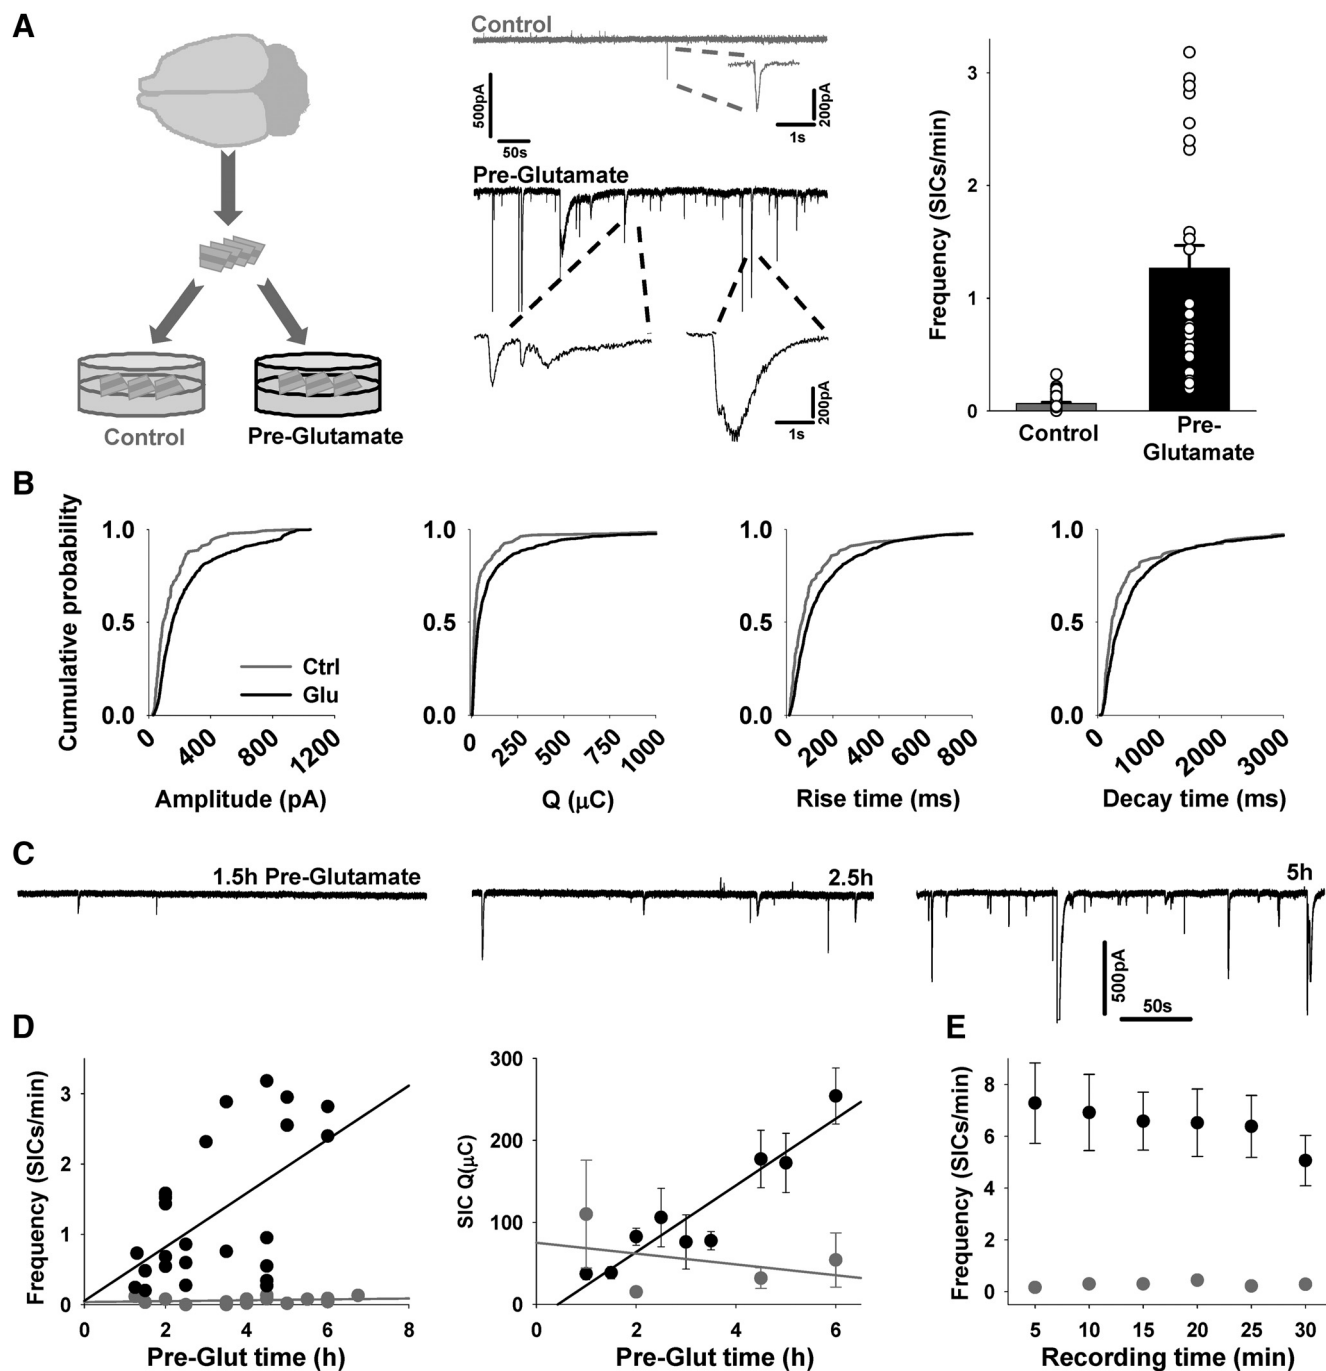 A
Control
Pre-Glutamate
Control
500pA
50s
200pA
1s
Pre-Glutamate
200pA
1s
Frequency (SICs/min)
3
2
1
0
Control
Pre-
Glutamate
B
Cumulative probability
1.0
0.5
0.0
Ctrl
Glu
0 400 800 1200
Amplitude (pA)
1.0
0.5
0.0
0 250 500 750 1000
Q (μC)
1.0
0.5
0.0
0 200 400 600 800
Rise time (ms)
1.0
0.5
0.0
0 1000 2000 3000
Decay time (ms)
C
1.5h Pre-Glutamate
2.5h
5h
500pA
50s
D
Frequency (SICs/min)
3
2
1
0
0 2 4 6 8
Pre-Glut time (h)
SIC Q(μC)
300
200
100
0
0 2 4 6
Pre-Glut time (h)
E
Frequency (SICs/min)
8
6
4
2
0
5 10 15 20 25 30
Recording time (min)